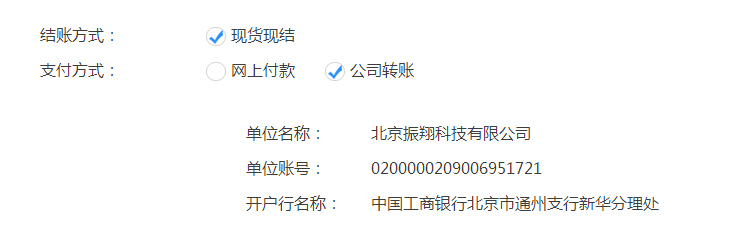 结账方式： 现货现结
支付方式： 网上付款 公司转账
单位名称： 北京振翔科技有限公司
单位账号： 0200000209006951721
开户行名称： 中国工商银行北京市通州支行新华分理处